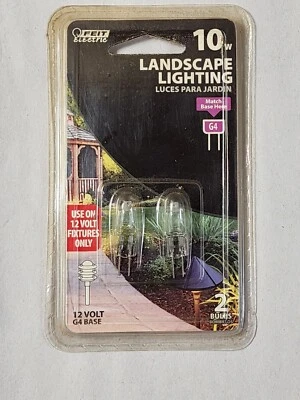 FEIT
electric
10w
LANDSCAPE
LIGHTING
LUCES PARA JARDIN
Match
Base Here
G4
USE ON
12 VOLT
FIXTURES
ONLY
12 VOLT
G4 BASE
2
BULBS